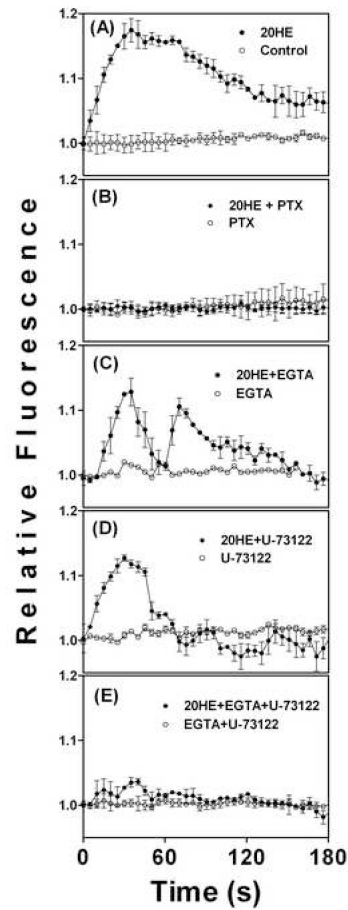 Relative Fluorescence
1.2
(A)
20HE
Control
1.1
1.0
1.2
(B)
20HE + PTX
PTX
1.1
1.0
1.2
(C)
20HE+EGTA
EGTA
1.1
1.0
1.2
(D)
20HE+U-73122
U-73122
1.1
1.0
1.2
(E)
20HE+EGTA+U-73122
EGTA+U-73122
1.1
1.0
0 60 120 180
Time (s)